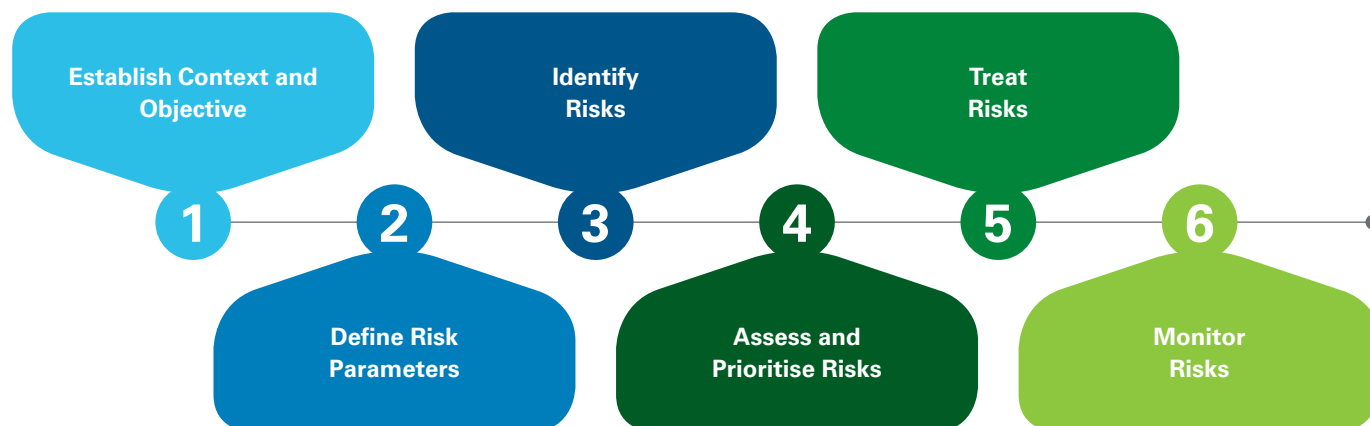 Establish Context and
Objective
1
2
Define Risk
Parameters
Identify
Risks
3
4
Assess and
Prioritise Risks
Treat
Risks
5
6
Monitor
Risks